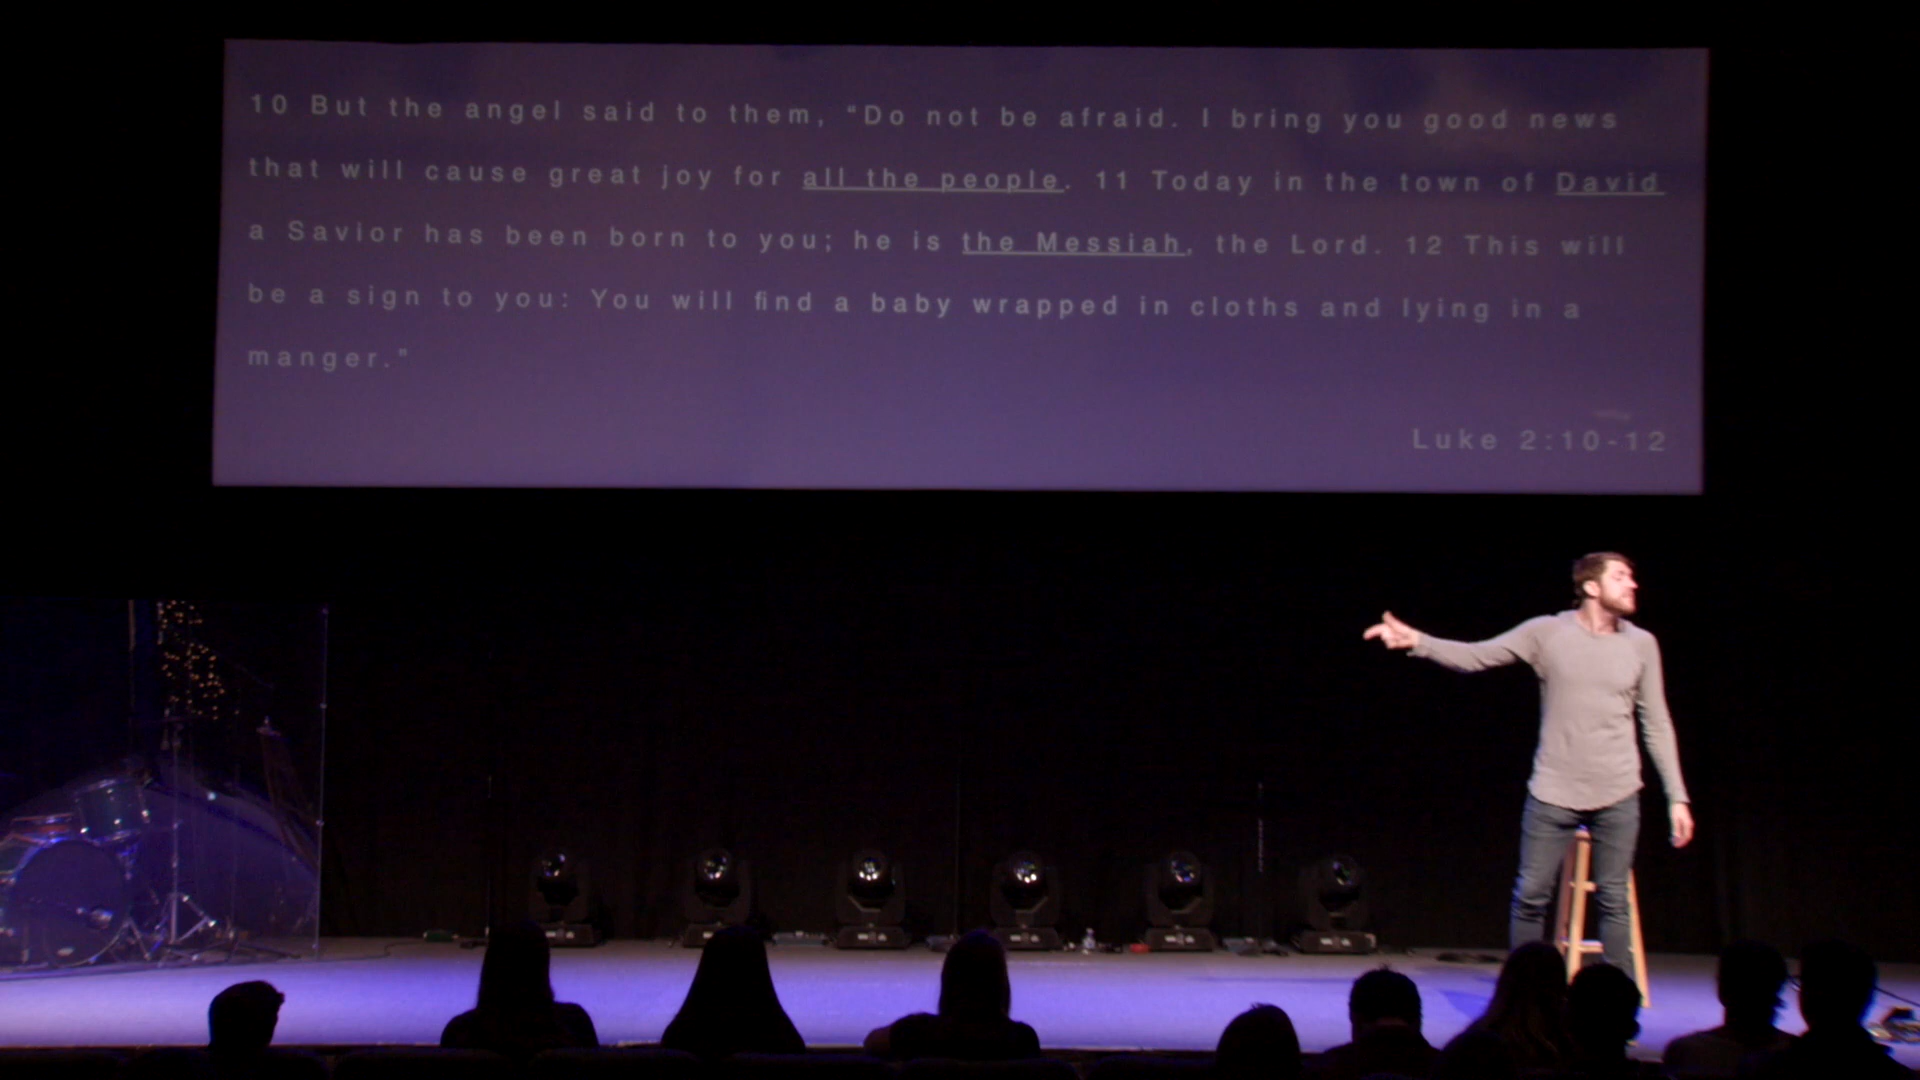 10 But the angel said to them, “Do not be afraid. I bring you good news
that will cause great joy for all the people. 11 Today in the town of David
a Savior has been born to you; he is the Messiah, the Lord. 12 This will
be a sign to you: You will find a baby wrapped in cloths and lying in a
manger.”
Luke 2:10-12